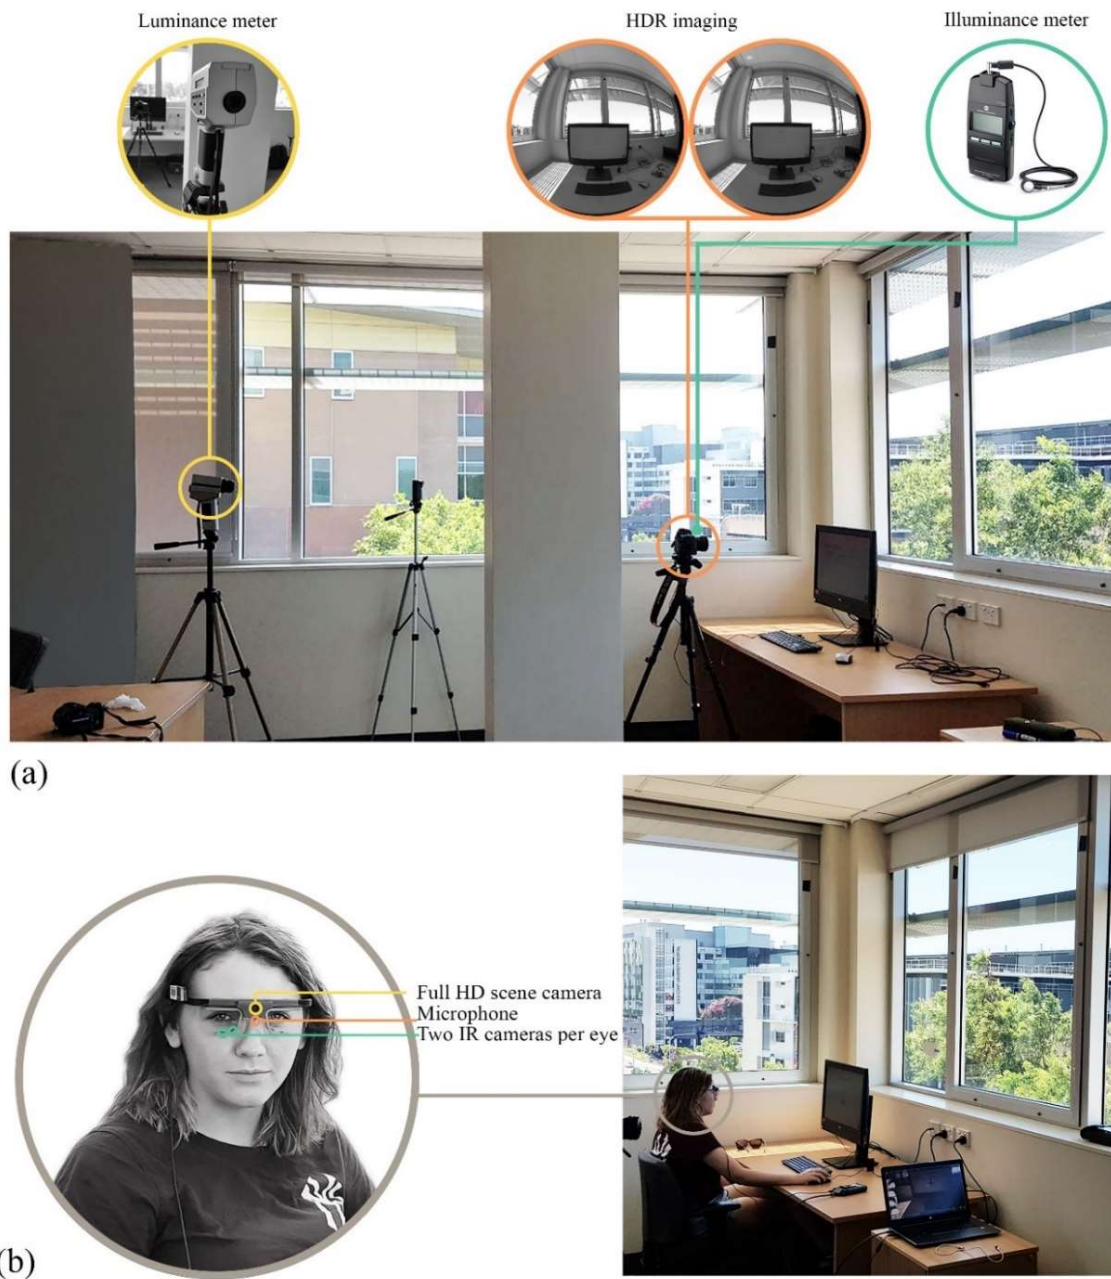 Luminance meter
HDR imaging
Illuminance meter
(a)
Full HD scene camera
Microphone
Two IR cameras per eye
(b)